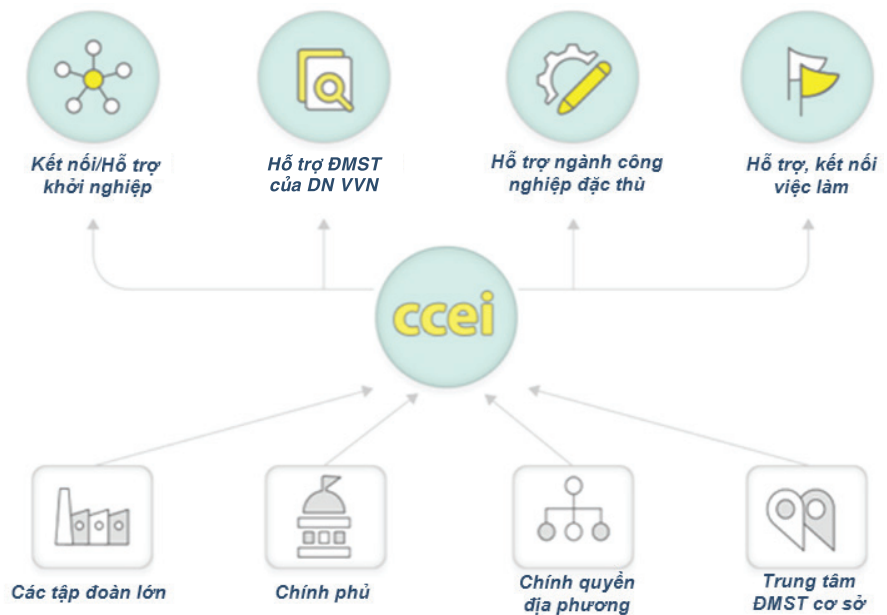 Kết nối/Hỗ trợ
khởi nghiệp
Hỗ trợ ĐMST
của DN VVN
Hỗ trợ ngành công
nghiệp đặc thù
Hỗ trợ, kết nối
việc làm
ccei
Các tập đoàn lớn
Chính phủ
Chính quyền
địa phương
Trung tâm
ĐMST cơ sở